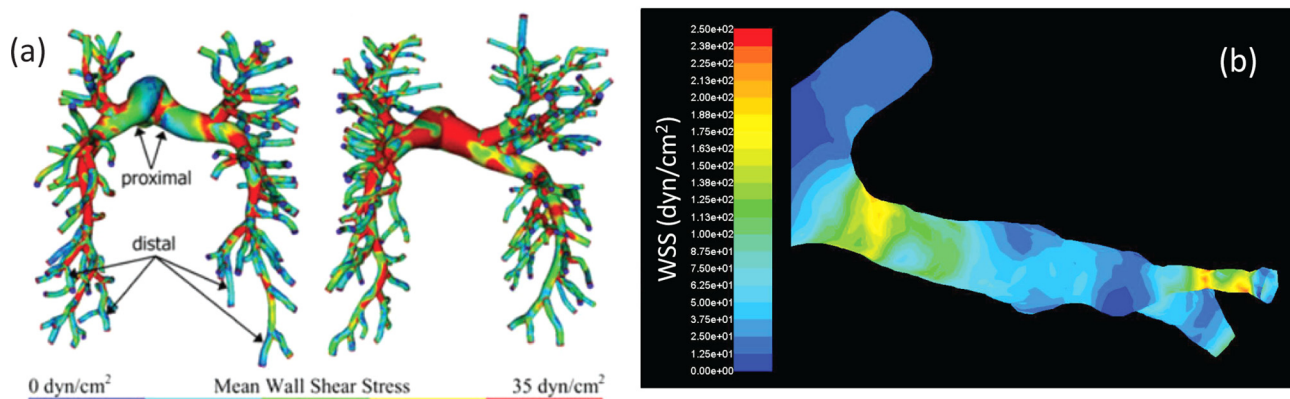 (a)
proximal
distal
0 dyn/cm²
Mean Wall Shear Stress
35 dyn/cm²
(b)
WSS (dyn/cm²)
2.50e+02
2.38e+02
2.25e+02
2.13e+02
2.00e+02
1.88e+02
1.75e+02
1.63e+02
1.50e+02
1.38e+02
1.25e+02
1.13e+02
1.00e+02
8.75e+01
7.50e+01
6.25e+01
5.00e+01
3.75e+01
2.50e+01
1.25e+01
0.00e+00